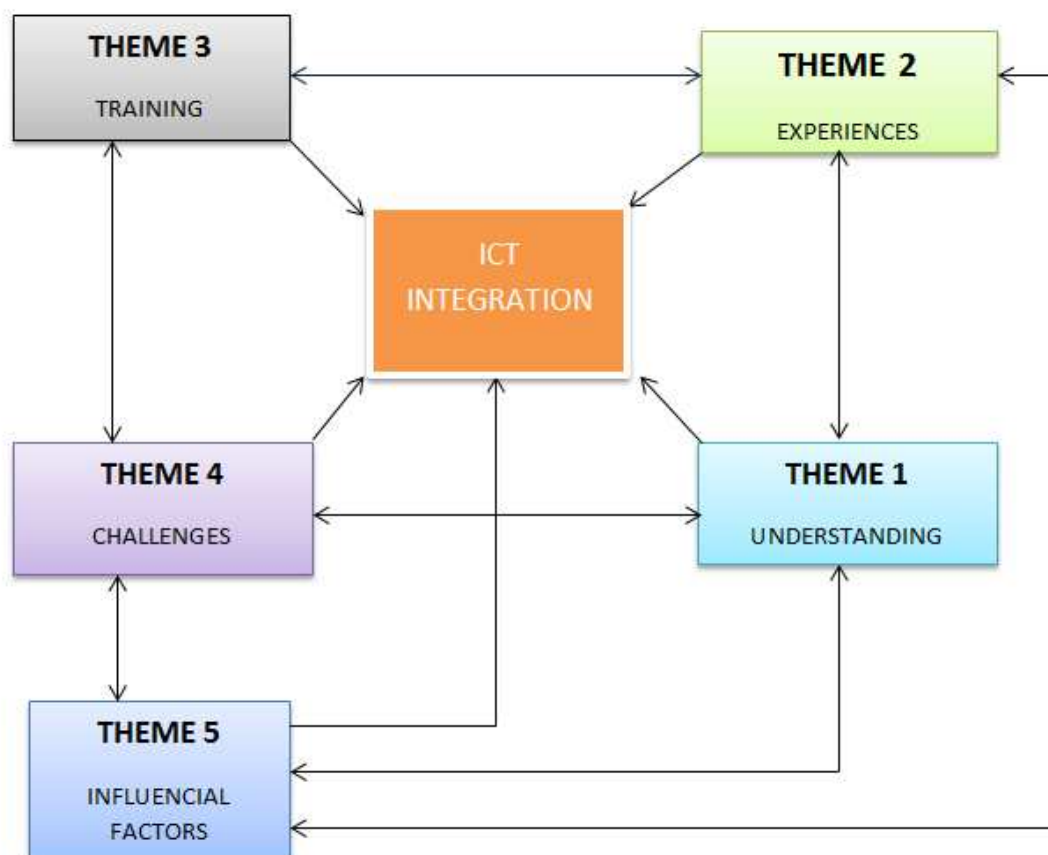 THEME 3
TRAINING
THEME 2
EXPERIENCES
ICT
INTEGRATION
THEME 4
CHALLENGES
THEME 1
UNDERSTANDING
THEME 5
INFLUENCIAL
FACTORS